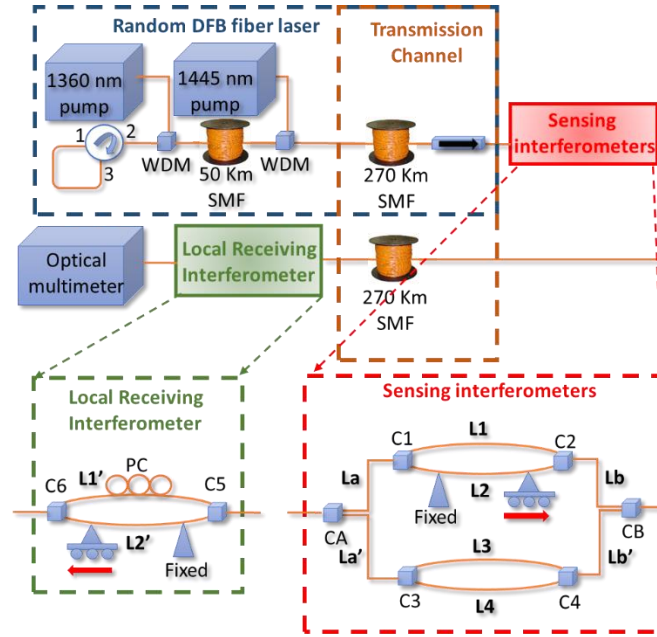 Random DFB fiber laser
Transmission
Channel
1360 nm
pump
1445 nm
pump
1
2
3
WDM
50 Km
SMF
WDM
270 Km
SMF
Sensing
interferometers
Optical
multimeter
Local Receiving
Interferometer
270 Km
SMF
Local Receiving
Interferometer
PC
L1'
C6
C5
L2'
Fixed
Sensing interferometers
L1
C1
C2
La
L2
Lb
Fixed
CA
CB
La'
L3
Lb'
C3
L4
C4